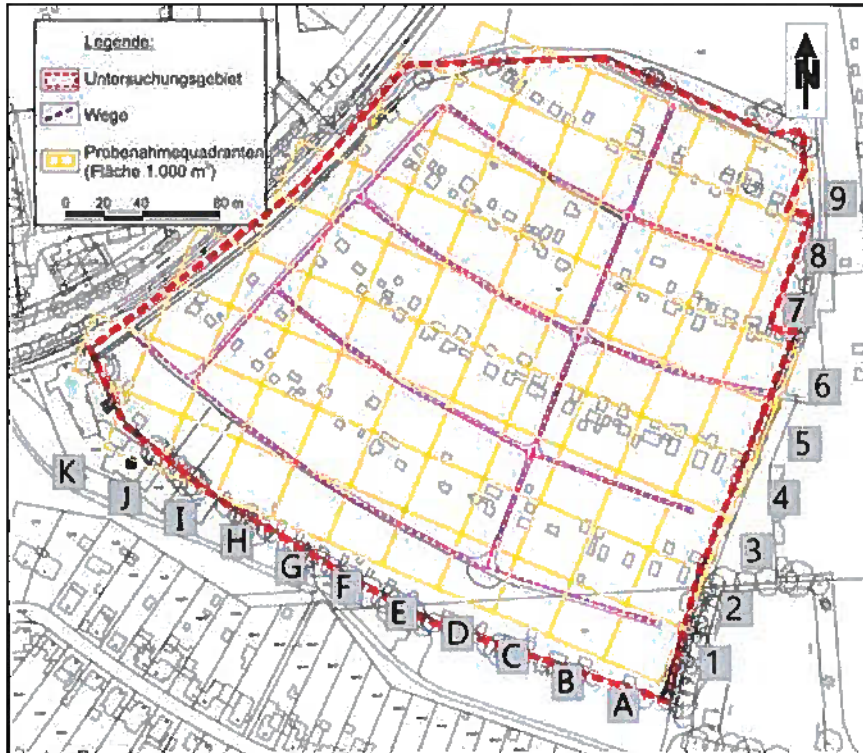 Legende:
Untersuchungsgebiet
Wege
Probenahmequadranten
(Fläche 1.000 m²)
0 20 40 80 m
N
9
8
7
6
5
4
3
2
1
K
J
I
H
G
F
E
D
C
B
A